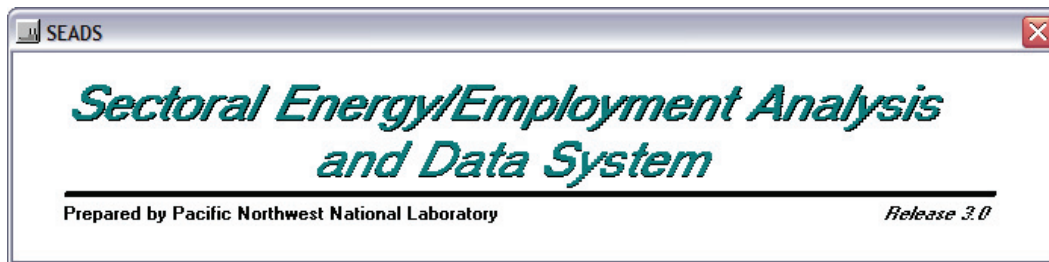 SEADS
Sectoral Energy/Employment Analysis
and Data System
Prepared by Pacific Northwest National Laboratory
Release 3.0